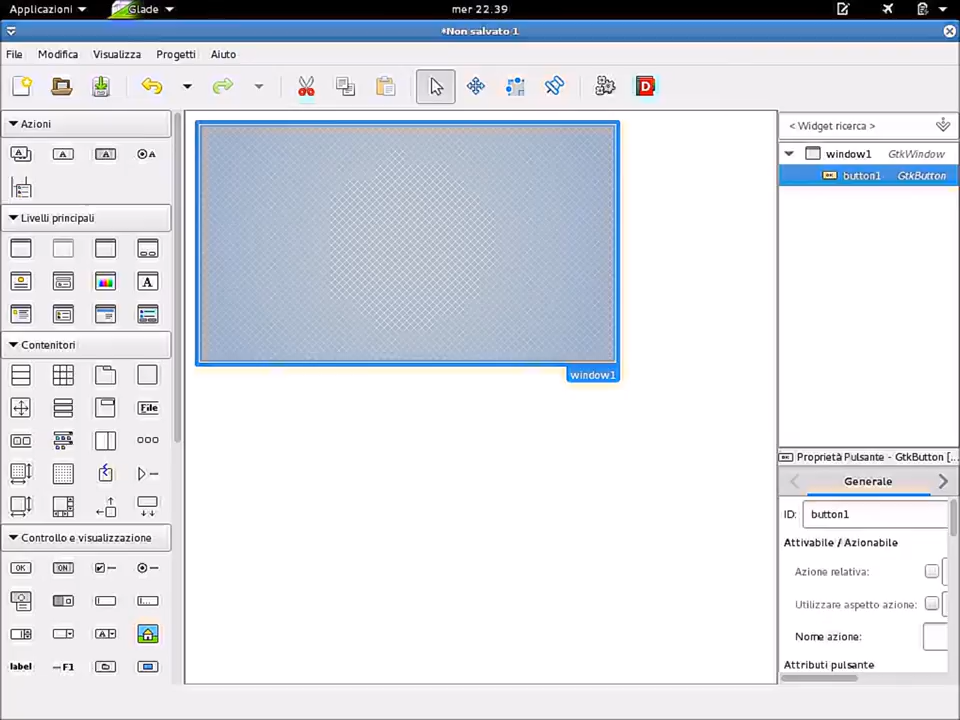 Applicazioni
Glade
mer 22.39
*Non salvato 1
File Modifica Visualizza Progetti Aiuto
Azioni
Livelli principali
Contenitori
File
Controllo e visualizzazione
OK
ON
label
F1
window1
< Widget ricerca >
window1 GtkWindow
button1 GtkButton
Proprietà Pulsante - GtkButton [...
Generale
ID: button1
Attivabile / Azionabile
Azione relativa:
Utilizzare aspetto azione:
Nome azione:
Attributi pulsante